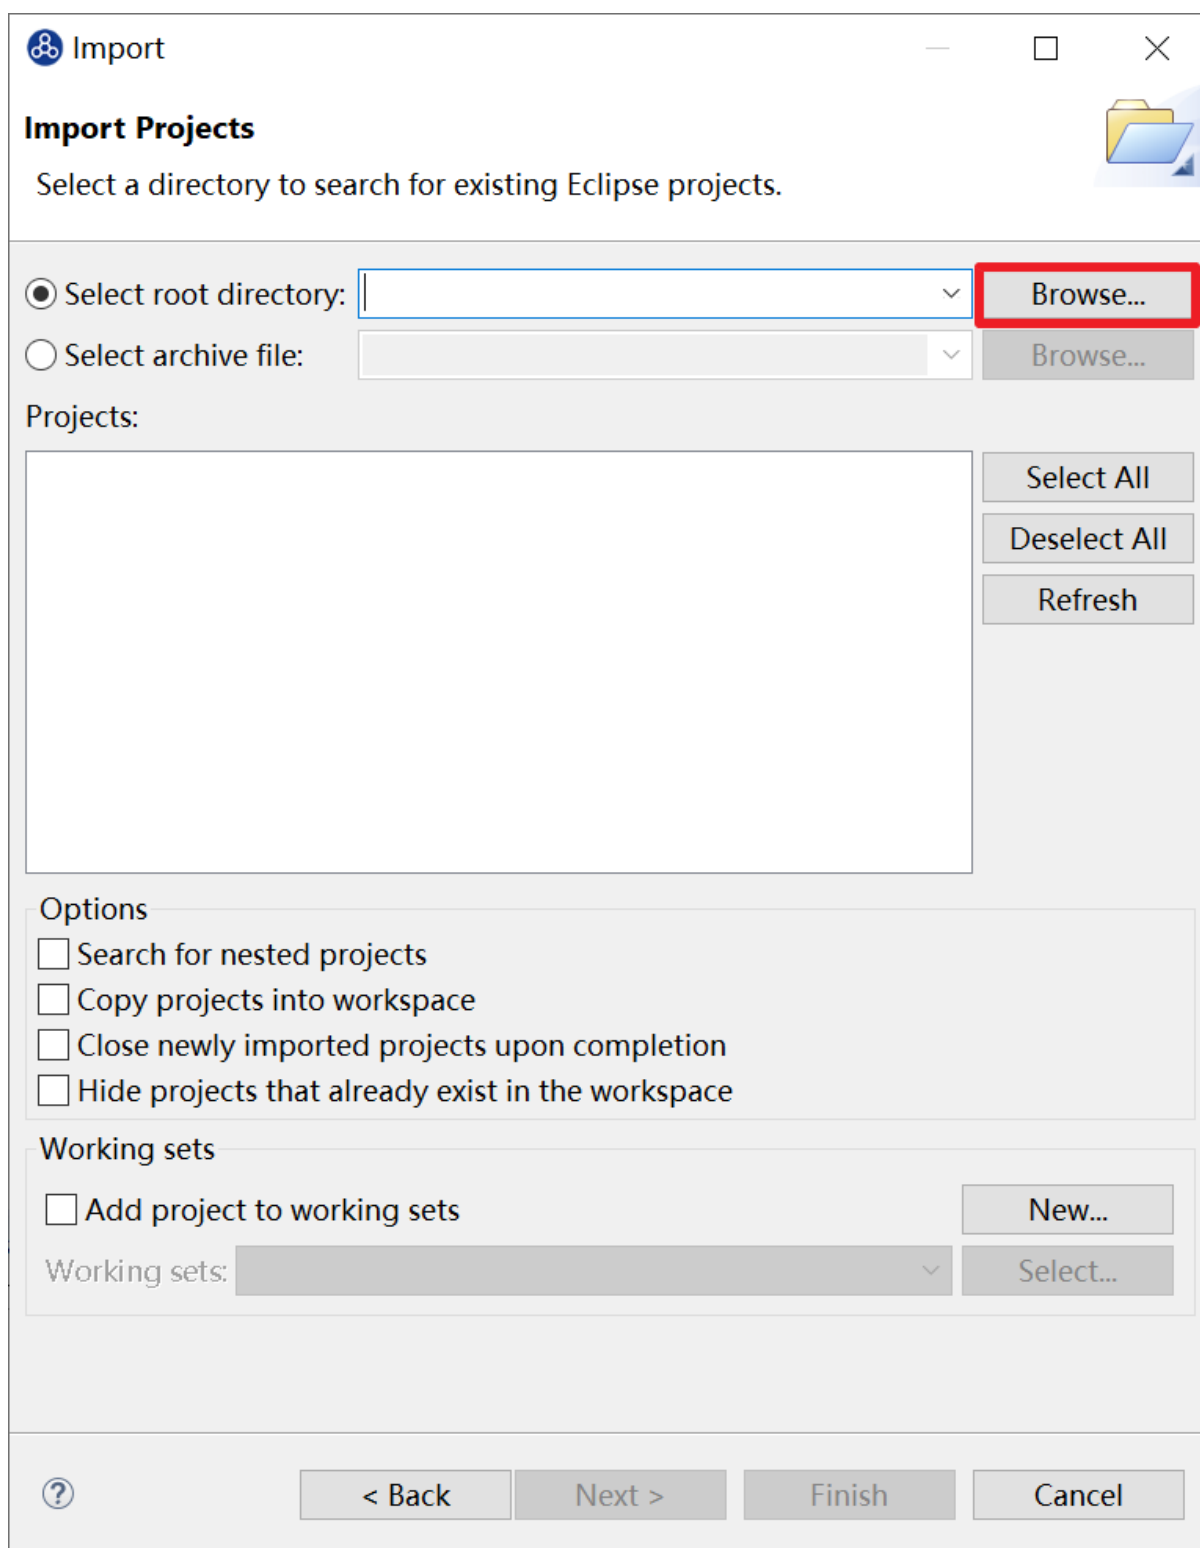 Import
Import Projects
Select a directory to search for existing Eclipse projects.
Select root directory: Browse...
Select archive file: Browse...
Projects:
Select All
Deselect All
Refresh
Options
Search for nested projects
Copy projects into workspace
Close newly imported projects upon completion
Hide projects that already exist in the workspace
Working sets
Add project to working sets New...
Working sets: Select...
? < Back Next > Finish Cancel